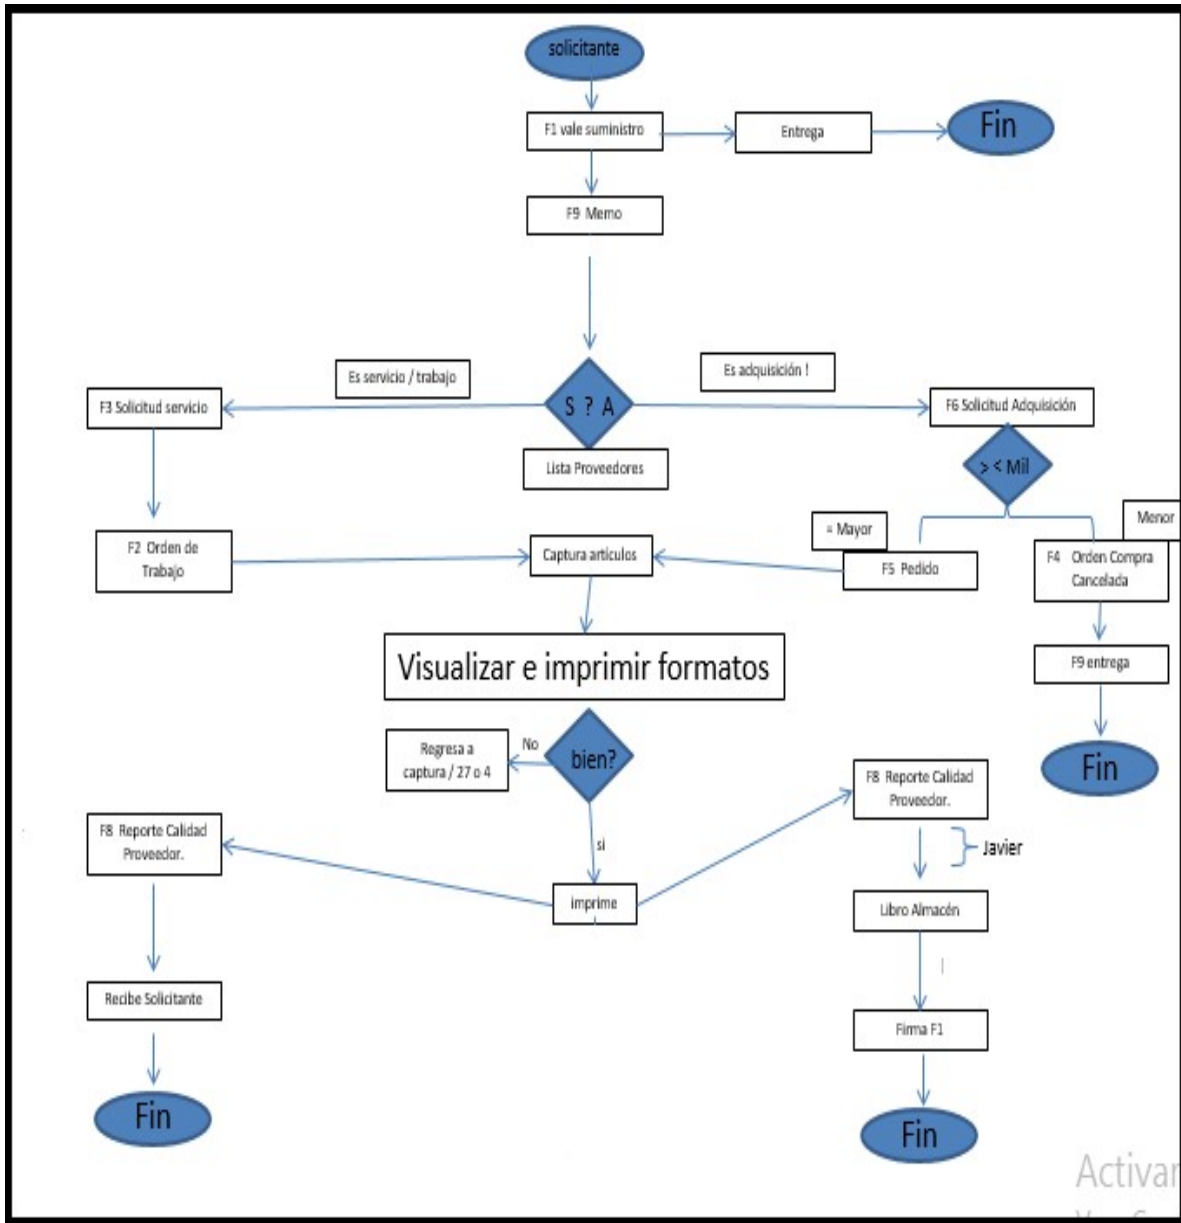 solicitante
F1 vale suministro
Entrega
Fin
F9 Memo
Es servicio / trabajo
Es adquisición !
F3 Solicitud servicio
S ? A
F6 Solicitud Adquisición
Lista Proveedores
> < Mil
= Mayor
Menor
F2 Orden de
Trabajo
Captura artículos
F5 Pedido
F4 Orden Compra
Cancelada
Visualizar e imprimir formatos
F9 entrega
Regresa a
captura / 27 o 4
No
bien?
Fin
F8 Reporte Calidad
Proveedor.
F8 Reporte Calidad
Proveedor.
si
Javier
imprime
Libro Almacén
Recibe Solicitante
Firma F1
Fin
Fin
Activar